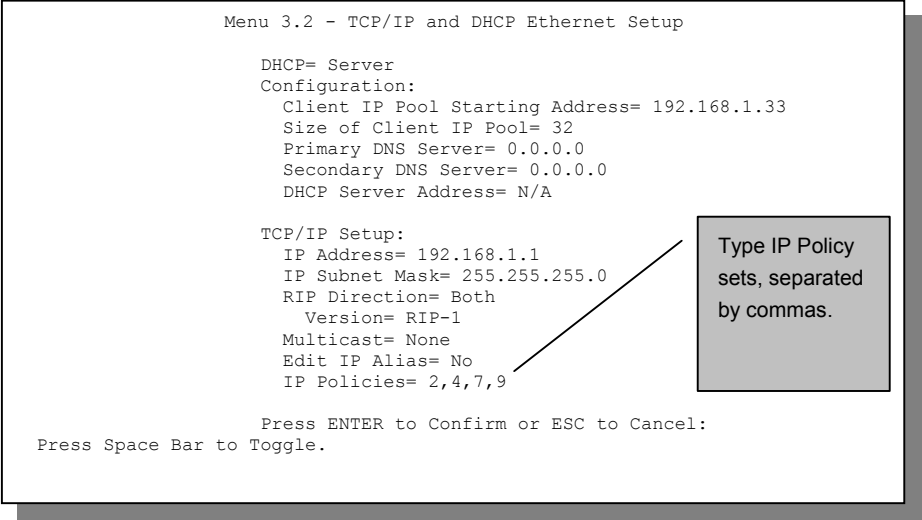 Menu 3.2 - TCP/IP and DHCP Ethernet Setup
DHCP= Server
Configuration:
Client IP Pool Starting Address= 192.168.1.33
Size of Client IP Pool= 32
Primary DNS Server= 0.0.0.0
Secondary DNS Server= 0.0.0.0
DHCP Server Address= N/A
TCP/IP Setup:
IP Address= 192.168.1.1
IP Subnet Mask= 255.255.255.0
RIP Direction= Both
Version= RIP-1
Multicast= None
Edit IP Alias= No
IP Policies= 2,4,7,9
Type IP Policy
sets, separated
by commas.
Press ENTER to Confirm or ESC to Cancel:
Press Space Bar to Toggle.